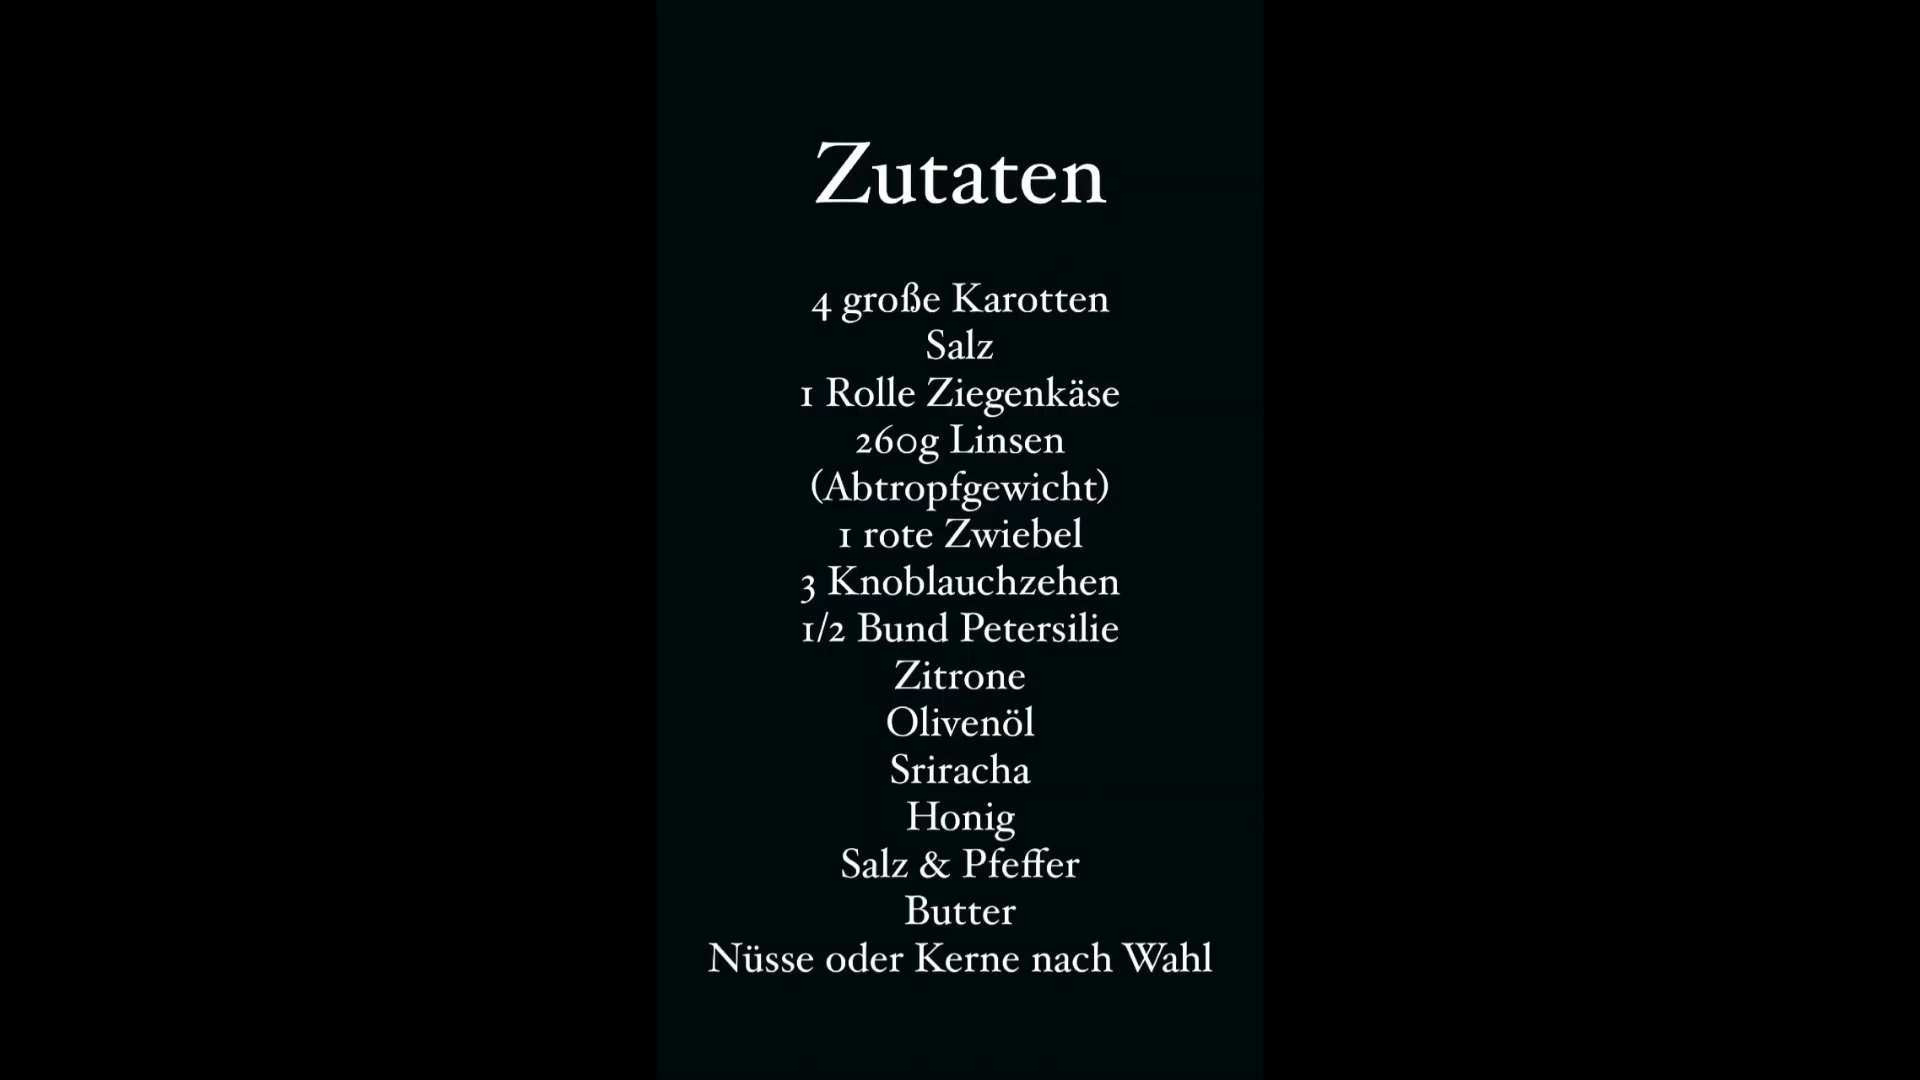 Zutaten
4 große Karotten
Salz
1 Rolle Ziegenkäse
260g Linsen
(Abtropfgewicht)
1 rote Zwiebel
3 Knoblauchzehen
1/2 Bund Petersilie
Zitrone
Olivenöl
Sriracha
Honig
Salz & Pfeffer
Butter
Nüsse oder Kerne nach Wahl